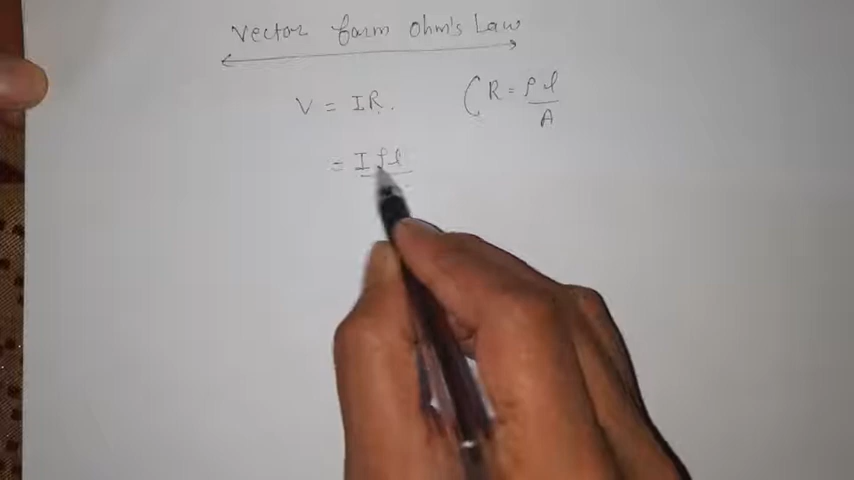 Vector form Ohm's Law
V = IR. ( R = ρl/A
= Iρl